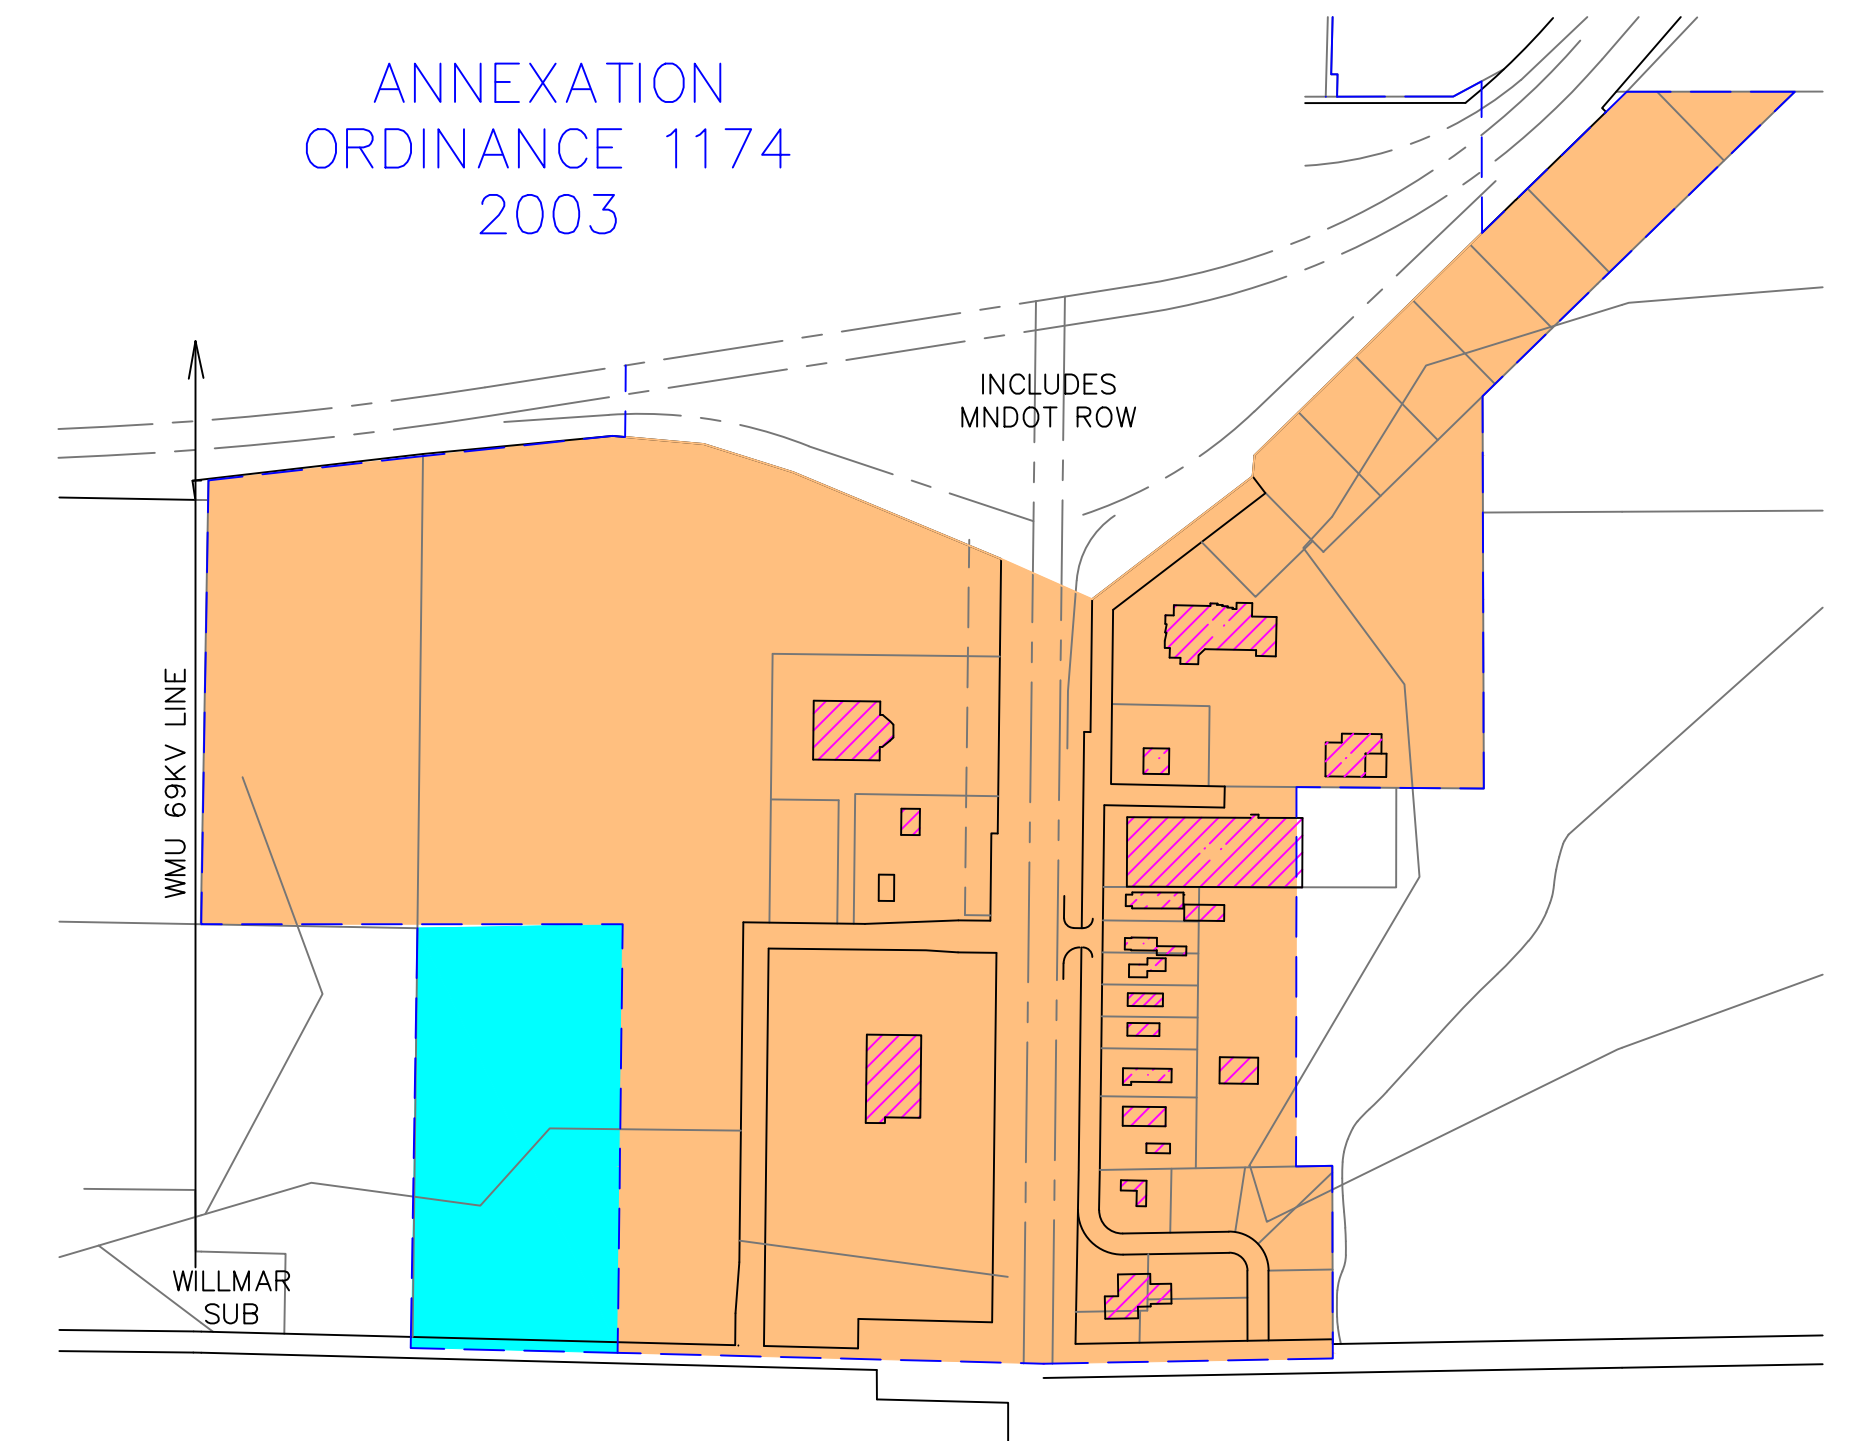 ANNEXATION
ORDINANCE 1174
2003
INCLUDES
MNDOT ROW
WMU 69KV LINE
WILLMAR
SUB